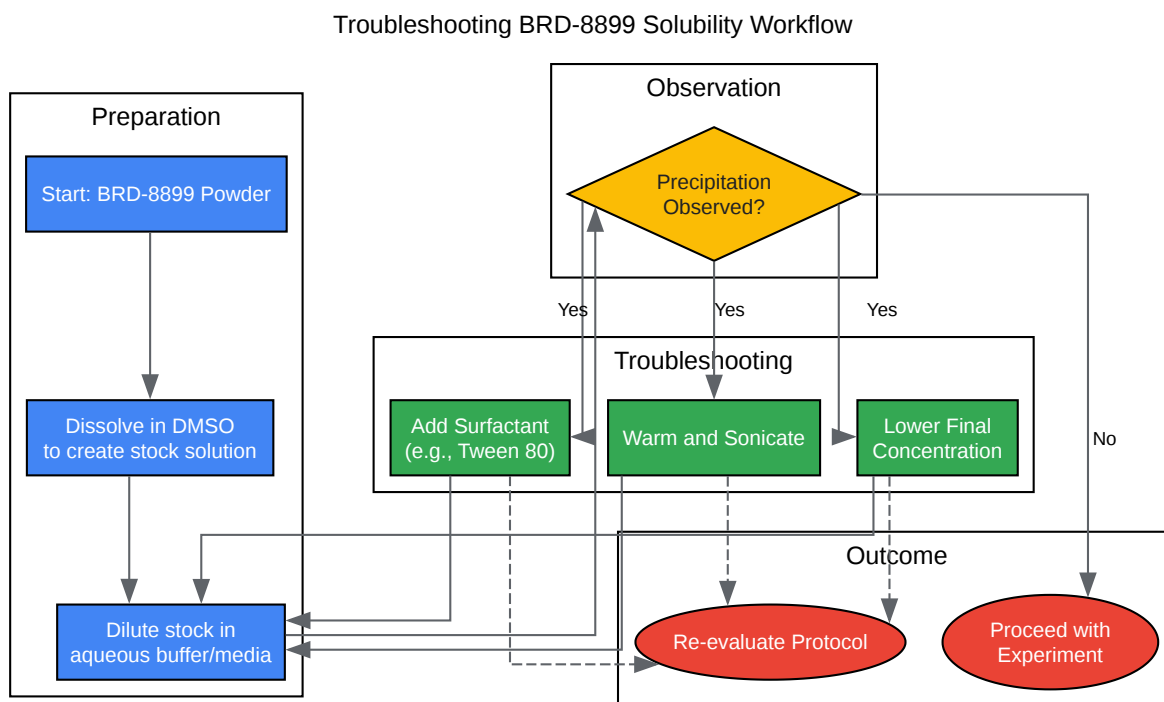 Troubleshooting BRD-8899 Solubility Workflow
Preparation
Start: BRD-8899 Powder
Dissolve in DMSO
to create stock solution
Dilute stock in
aqueous buffer/media
Observation
Precipitation
Observed?
Yes
Yes
Yes
No
Troubleshooting
Add Surfactant
(e.g., Tween 80)
Warm and Sonicate
Lower Final
Concentration
Outcome
Re-evaluate Protocol
Proceed with
Experiment